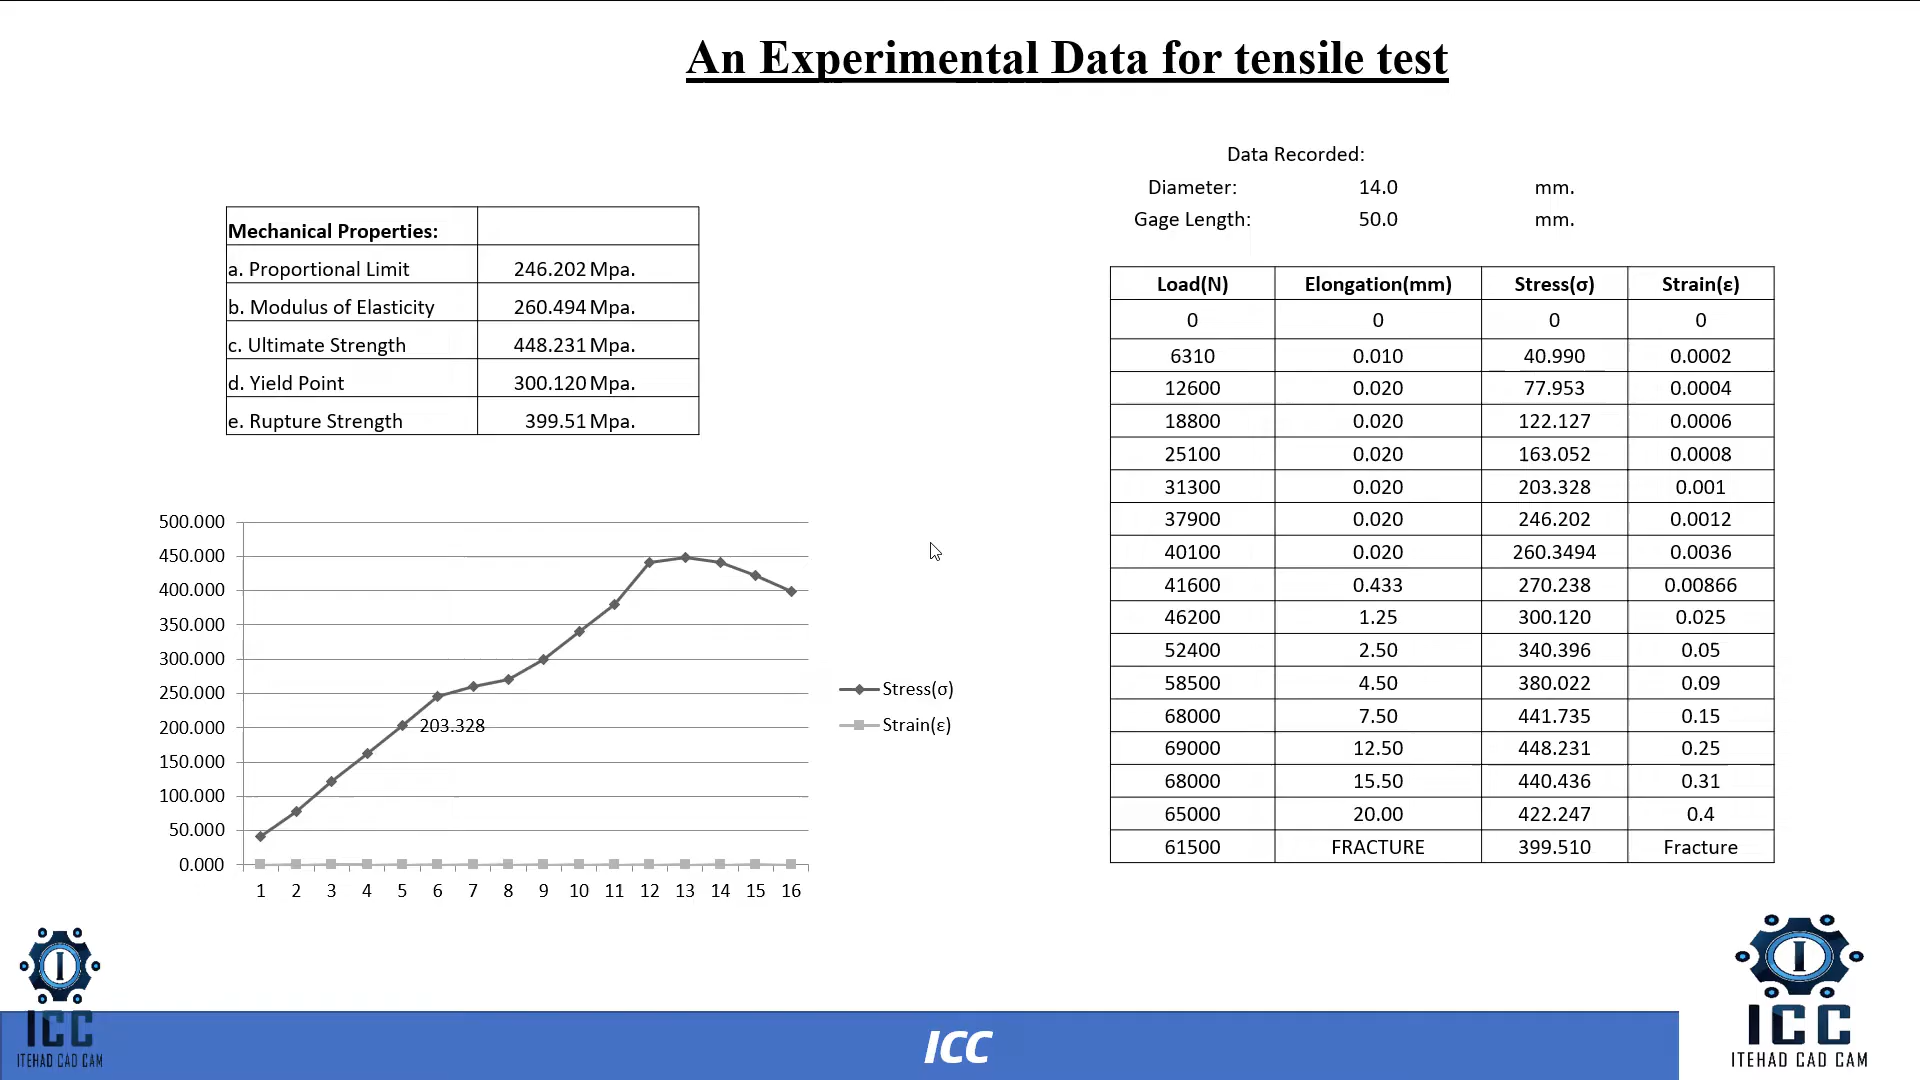 An Experimental Data for tensile test
Data Recorded:
Diameter: 14.0 mm.
Gage Length: 50.0 mm.
Mechanical Properties:
a. Proportional Limit 246.202 Mpa.
b. Modulus of Elasticity 260.494 Mpa.
c. Ultimate Strength 448.231 Mpa.
d. Yield Point 300.120 Mpa.
e. Rupture Strength 399.51 Mpa.
Load(N) Elongation(mm) Stress(σ) Strain(ε)
0 0 0 0
6310 0.010 40.990 0.0002
12600 0.020 77.953 0.0004
18800 0.020 122.127 0.0006
25100 0.020 163.052 0.0008
31300 0.020 203.328 0.001
37900 0.020 246.202 0.0012
40100 0.020 260.3494 0.0036
41600 0.433 270.238 0.00866
46200 1.25 300.120 0.025
52400 2.50 340.396 0.05
58500 4.50 380.022 0.09
68000 7.50 441.735 0.15
69000 12.50 448.231 0.25
68000 15.50 440.436 0.31
65000 20.00 422.247 0.4
61500 FRACTURE 399.510 Fracture
500.000
450.000
400.000
350.000
300.000
250.000
200.000
150.000
100.000
50.000
0.000
203.328
1 2 3 4 5 6 7 8 9 10 11 12 13 14 15 16
Stress(σ)
Strain(ε)
I
ICC
ITEHAD CAD CAM
ICC
I
ICC
ITEHAD CAD CAM